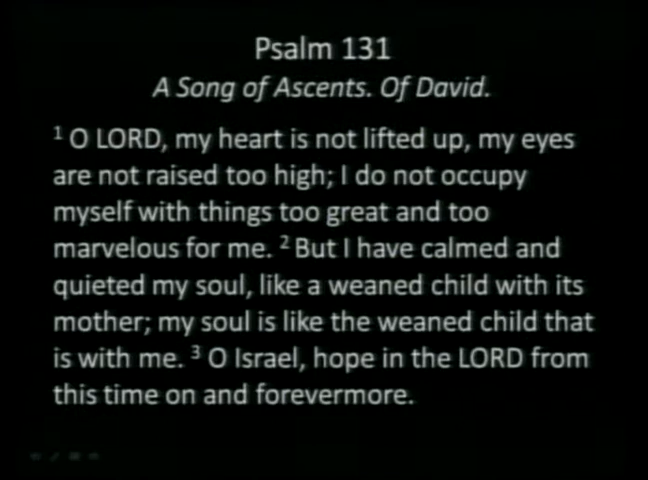 Psalm 131
A Song of Ascents. Of David.
¹ O LORD, my heart is not lifted up, my eyes
are not raised too high; I do not occupy
myself with things too great and too
marvelous for me. ² But I have calmed and
quieted my soul, like a weaned child with its
mother; my soul is like the weaned child that
is with me. ³ O Israel, hope in the LORD from
this time on and forevermore.